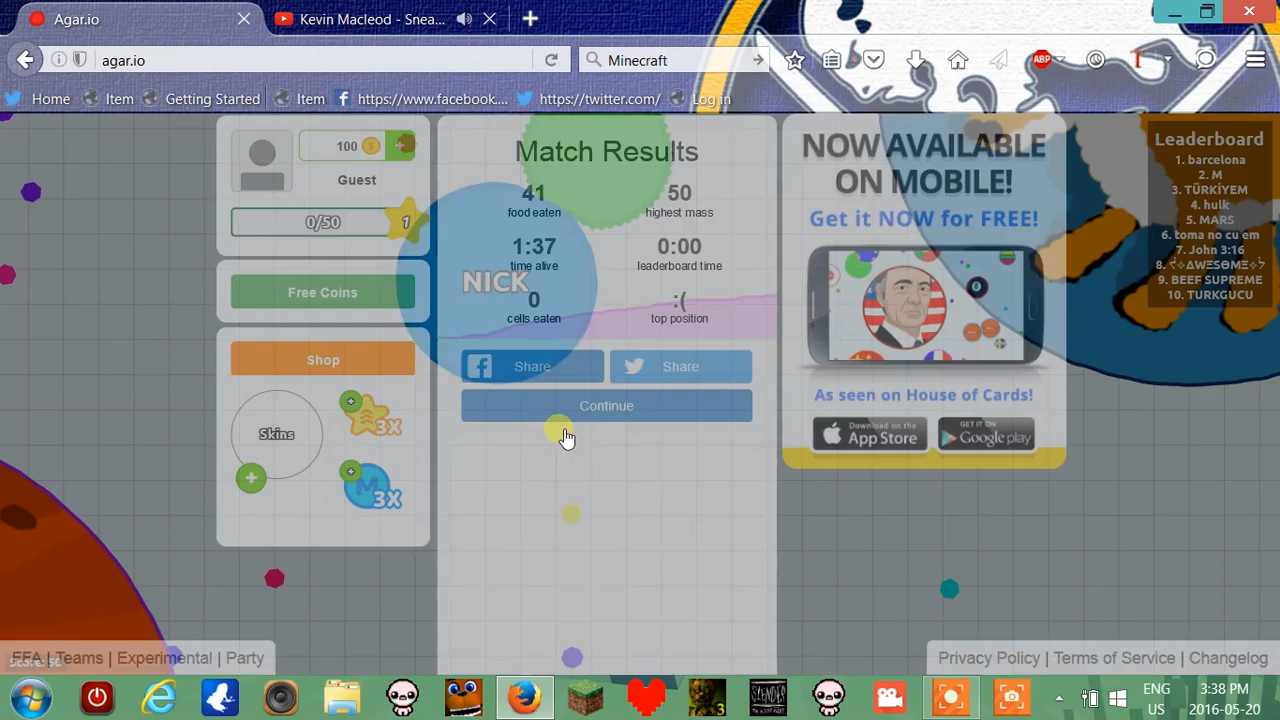 Agar.io
Kevin Macleod - Snea...
agar.io
Minecraft
ABP
T
Home
Item
Getting Started
Item
https://www.facebook....
https://twitter.com/
Log in
100
Guest
0/50
1
Free Coins
Shop
Skins
3X
M
3X
Match Results
41
food eaten
50
highest mass
1:37
time alive
0:00
leaderboard time
0
cells eaten
:(
top position
NICK
Share
Share
Continue
NOW AVAILABLE
ON MOBILE!
Get it NOW for FREE!
As seen on House of Cards!
Download on the
App Store
GET IT ON
Google play
Leaderboard
1. barcelona
2. M
3. TÜRKİYEM
4. hulk
5. MARS
6. toma no cu em
7. John 3:16
9. BEEF SUPREME
10. TURKGUCU
FFA | Teams | Experimental | Party
Score: 50
Privacy Policy | Terms of Service | Changelog
3
SLENDER
ENG
US
3:38 PM
2016-05-20